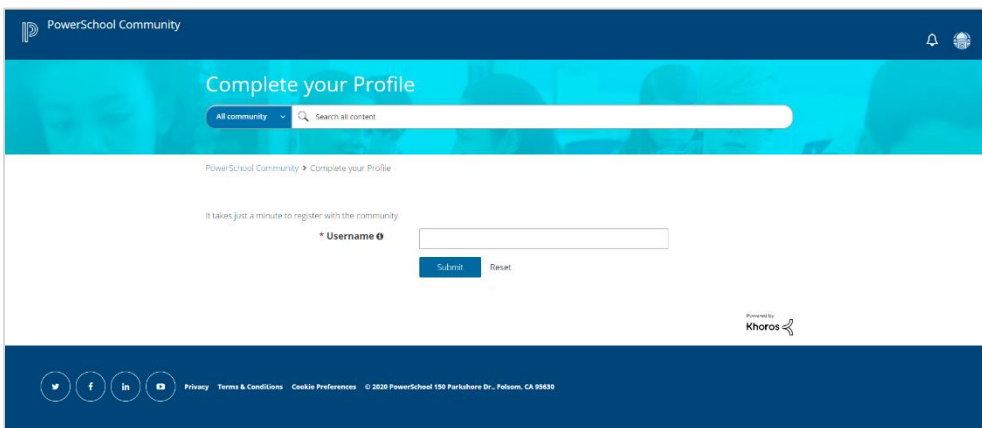 PowerSchool Community
Complete your Profile
All community
Search all content
PowerSchool Community > Complete your Profile
It takes just a minute to register with the community
* Username
Submit Reset
Powered by
Khoros
Privacy Terms & Conditions Cookie Preferences © 2020 PowerSchool 150 Parkshore Dr., Folsom, CA 95630